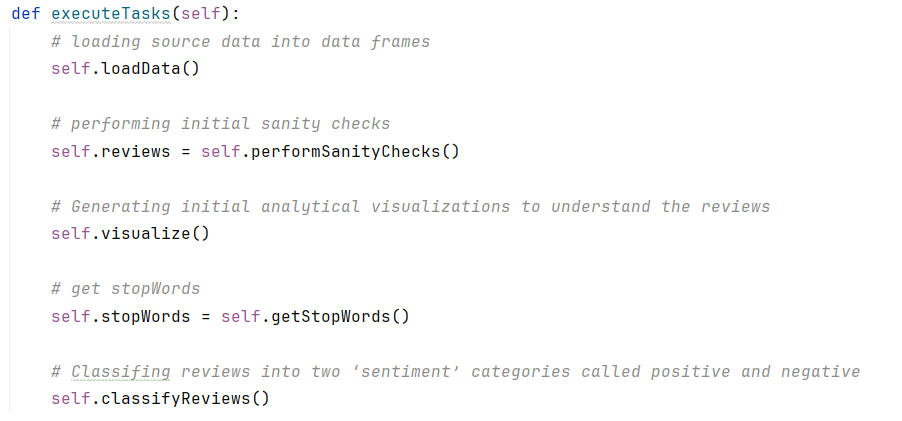 def executeTasks(self):
    # loading source data into data frames
    self.loadData()
    # performing initial sanity checks
    self.reviews = self.performSanityChecks()
    # Generating initial analytical visualizations to understand the reviews
    self.visualize()
    # get stopWords
    self.stopWords = self.getStopWords()
    # Classifing reviews into two ‘sentiment’ categories called positive and negative
    self.classifyReviews()